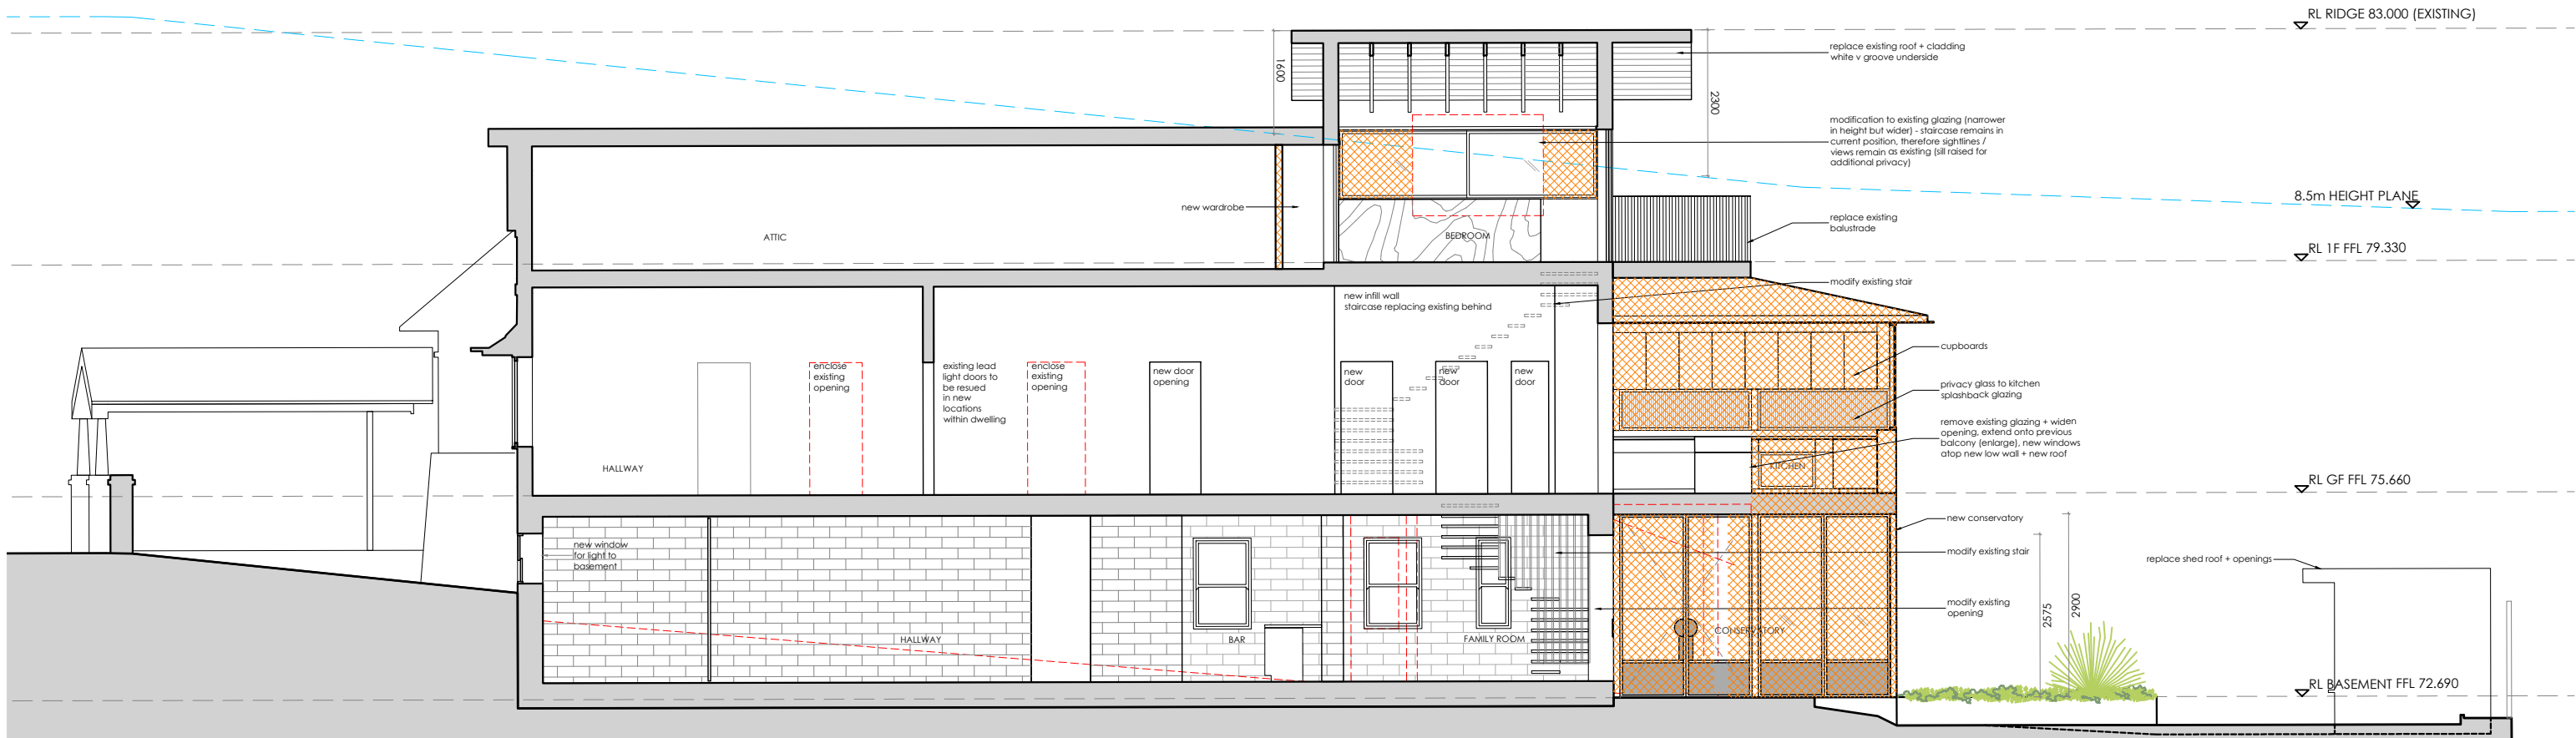 RL RIDGE 83.000 (EXISTING)
replace existing roof + cladding
white v groove underside
1600
2300
modification to existing glazing (narrower
in height but wider) - staircase remains in
current position, therefore sightlines /
views remain as existing (sill raised for
additional privacy)
8.5m HEIGHT PLANE
new wardrobe
replace existing
balustrade
ATTIC
BEDROOM
RL 1F FFL 79.330
modify existing stair
new infill wall
staircase replacing existing behind
cupboards
enclose
existing
opening
existing lead
light doors to
be resued
in new
locations
within dwelling
enclose
existing
opening
new door
opening
new
door
new
door
new
door
privacy glass to kitchen
splashback glazing
remove existing glazing + widen
opening, extend onto previous
balcony (enlarge), new windows
atop new low wall + new roof
HALLWAY
KITCHEN
RL GF FFL 75.660
new conservatory
new window
for light to
basement
modify existing stair
replace shed roof + openings
modify existing
opening
2575
2900
HALLWAY
BAR
FAMILY ROOM
CONSERVATORY
RL BASEMENT FFL 72.690